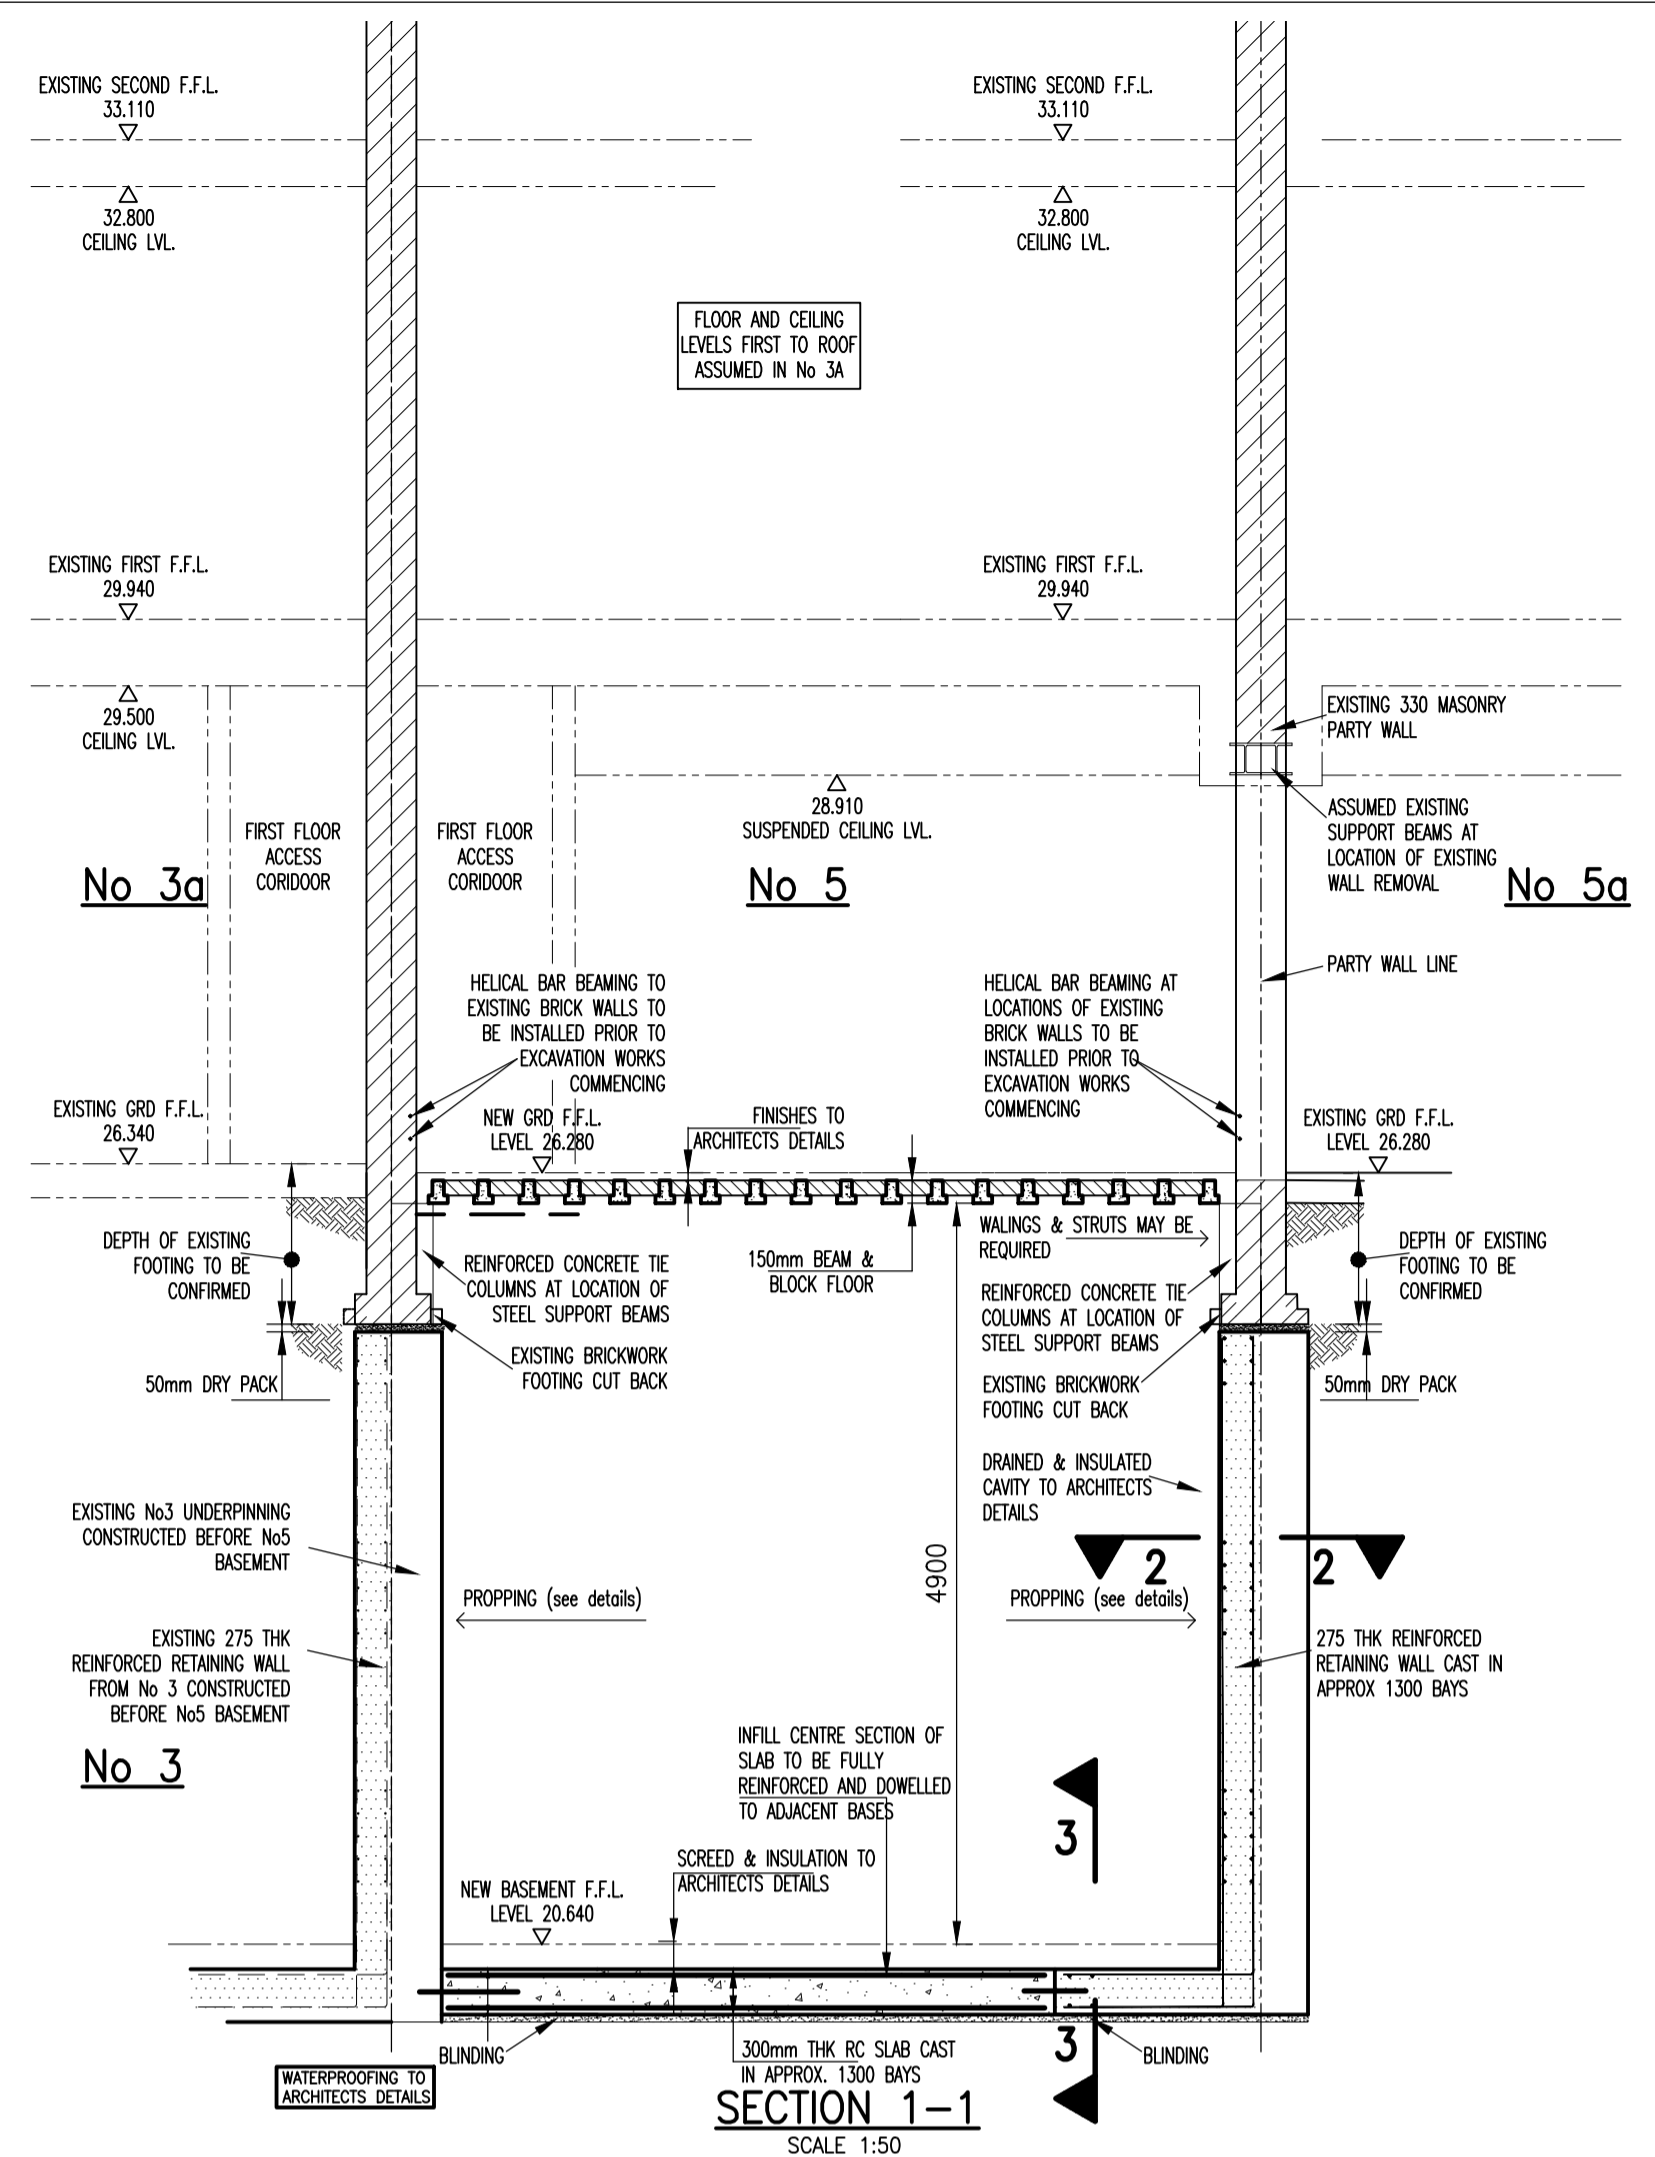 EXISTING SECOND F.F.L.
33.110
32.800
CEILING LVL.
EXISTING SECOND F.F.L.
33.110
32.800
CEILING LVL.
FLOOR AND CEILING
LEVELS FIRST TO ROOF
ASSUMED IN No 3A
EXISTING FIRST F.F.L.
29.940
29.500
CEILING LVL.
EXISTING FIRST F.F.L.
29.940
EXISTING 330 MASONRY
PARTY WALL
28.910
SUSPENDED CEILING LVL.
ASSUMED EXISTING
SUPPORT BEAMS AT
LOCATION OF EXISTING
WALL REMOVAL
FIRST FLOOR
ACCESS
CORIDOOR
FIRST FLOOR
ACCESS
CORIDOOR
No 3a
No 5
No 5a
PARTY WALL LINE
HELICAL BAR BEAMING TO
EXISTING BRICK WALLS TO
BE INSTALLED PRIOR TO
EXCAVATION WORKS
COMMENCING
HELICAL BAR BEAMING AT
LOCATIONS OF EXISTING
BRICK WALLS TO BE
INSTALLED PRIOR TO
EXCAVATION WORKS
COMMENCING
EXISTING GRD F.F.L.
26.340
NEW GRD F.F.L.
LEVEL 26.280
FINISHES TO
ARCHITECTS DETAILS
EXISTING GRD F.F.L.
LEVEL 26.280
DEPTH OF EXISTING
FOOTING TO BE
CONFIRMED
REINFORCED CONCRETE TIE
COLUMNS AT LOCATION OF
STEEL SUPPORT BEAMS
150mm BEAM &
BLOCK FLOOR
WALINGS & STRUTS MAY BE
REQUIRED
REINFORCED CONCRETE TIE
COLUMNS AT LOCATION OF
STEEL SUPPORT BEAMS
DEPTH OF EXISTING
FOOTING TO BE
CONFIRMED
50mm DRY PACK
EXISTING BRICKWORK
FOOTING CUT BACK
EXISTING BRICKWORK
FOOTING CUT BACK
50mm DRY PACK
DRAINED & INSULATED
CAVITY TO ARCHITECTS
DETAILS
EXISTING No3 UNDERPINNING
CONSTRUCTED BEFORE No5
BASEMENT
2
2
4900
PROPPING (see details)
PROPPING (see details)
EXISTING 275 THK
REINFORCED RETAINING WALL
FROM No 3 CONSTRUCTED
BEFORE No5 BASEMENT
275 THK REINFORCED
RETAINING WALL CAST IN
APPROX 1300 BAYS
No 3
INFILL CENTRE SECTION OF
SLAB TO BE FULLY
REINFORCED AND DOWELLED
TO ADJACENT BASES
3
SCREED & INSULATION TO
ARCHITECTS DETAILS
NEW BASEMENT F.F.L.
LEVEL 20.640
BLINDING
300mm THK RC SLAB CAST
IN APPROX. 1300 BAYS
3
BLINDING
WATERPROOFING TO
ARCHITECTS DETAILS
SECTION 1-1
SCALE 1:50